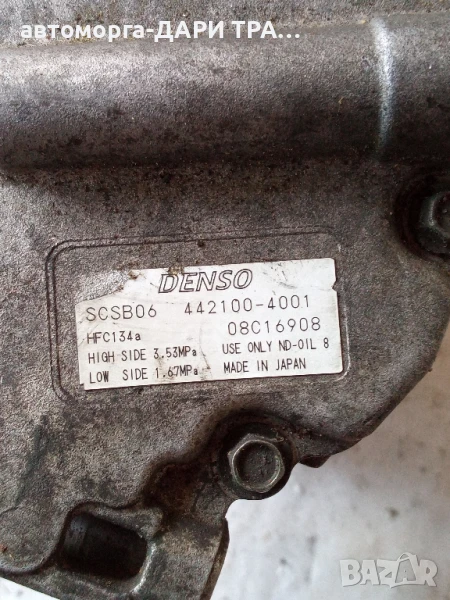 автоморга-ДАРИ ТРА...
DENSO
SCSB06 442100-4001
08C16908
HFC134a
HIGH SIDE 3.53MPa USE ONLY ND-OIL 8
LOW SIDE 1.67MPa MADE IN JAPAN
BAZAR